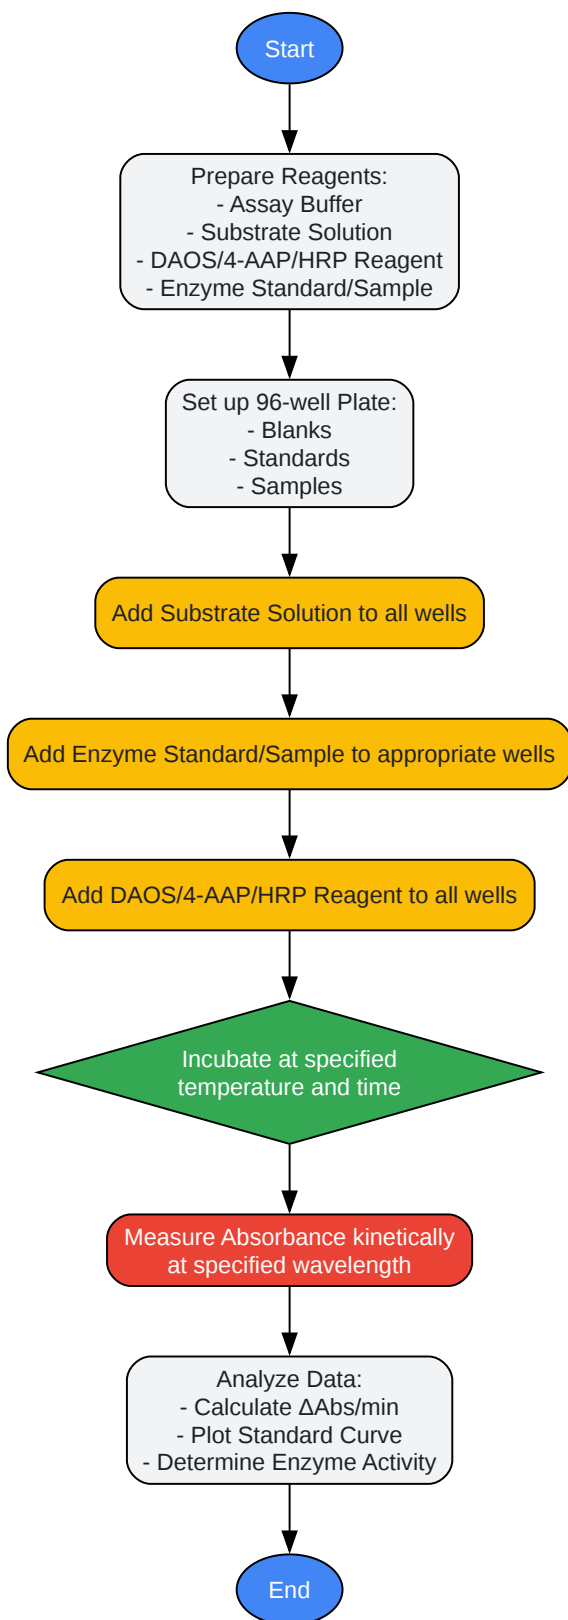 Start
Prepare Reagents:
- Assay Buffer
- Substrate Solution
- DAOS/4-AAP/HRP Reagent
- Enzyme Standard/Sample
Set up 96-well Plate:
- Blanks
- Standards
- Samples
Add Substrate Solution to all wells
Add Enzyme Standard/Sample to appropriate wells
Add DAOS/4-AAP/HRP Reagent to all wells
Incubate at specified
temperature and time
Measure Absorbance kinetically
at specified wavelength
Analyze Data:
- Calculate ΔAbs/min
- Plot Standard Curve
- Determine Enzyme Activity
End